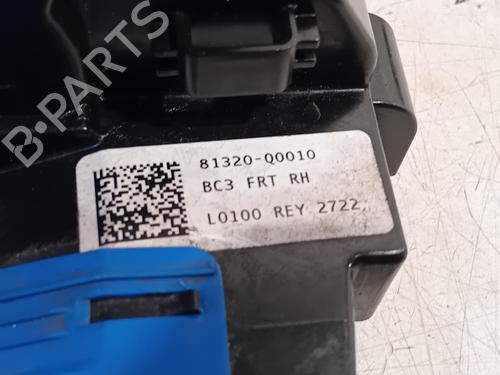 B-PARTS
81320-Q0010
BC3 FRT RH
L0100 REY 2722